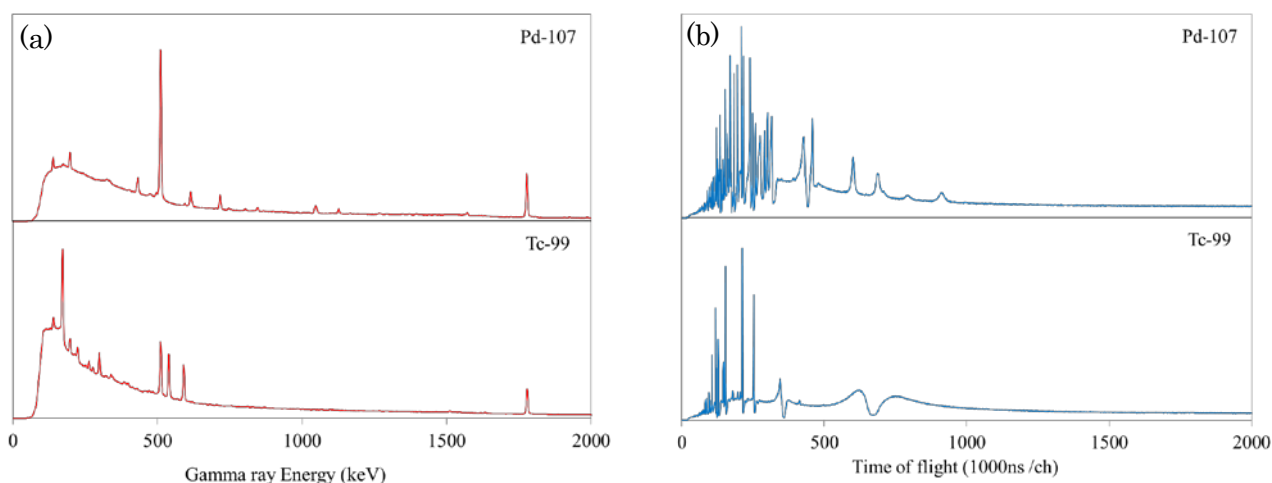 (a)
Pd-107
Tc-99
0 500 1000 1500 2000
Gamma ray Energy (keV)
(b)
Pd-107
Tc-99
0 500 1000 1500 2000
Time of flight (1000ns /ch)